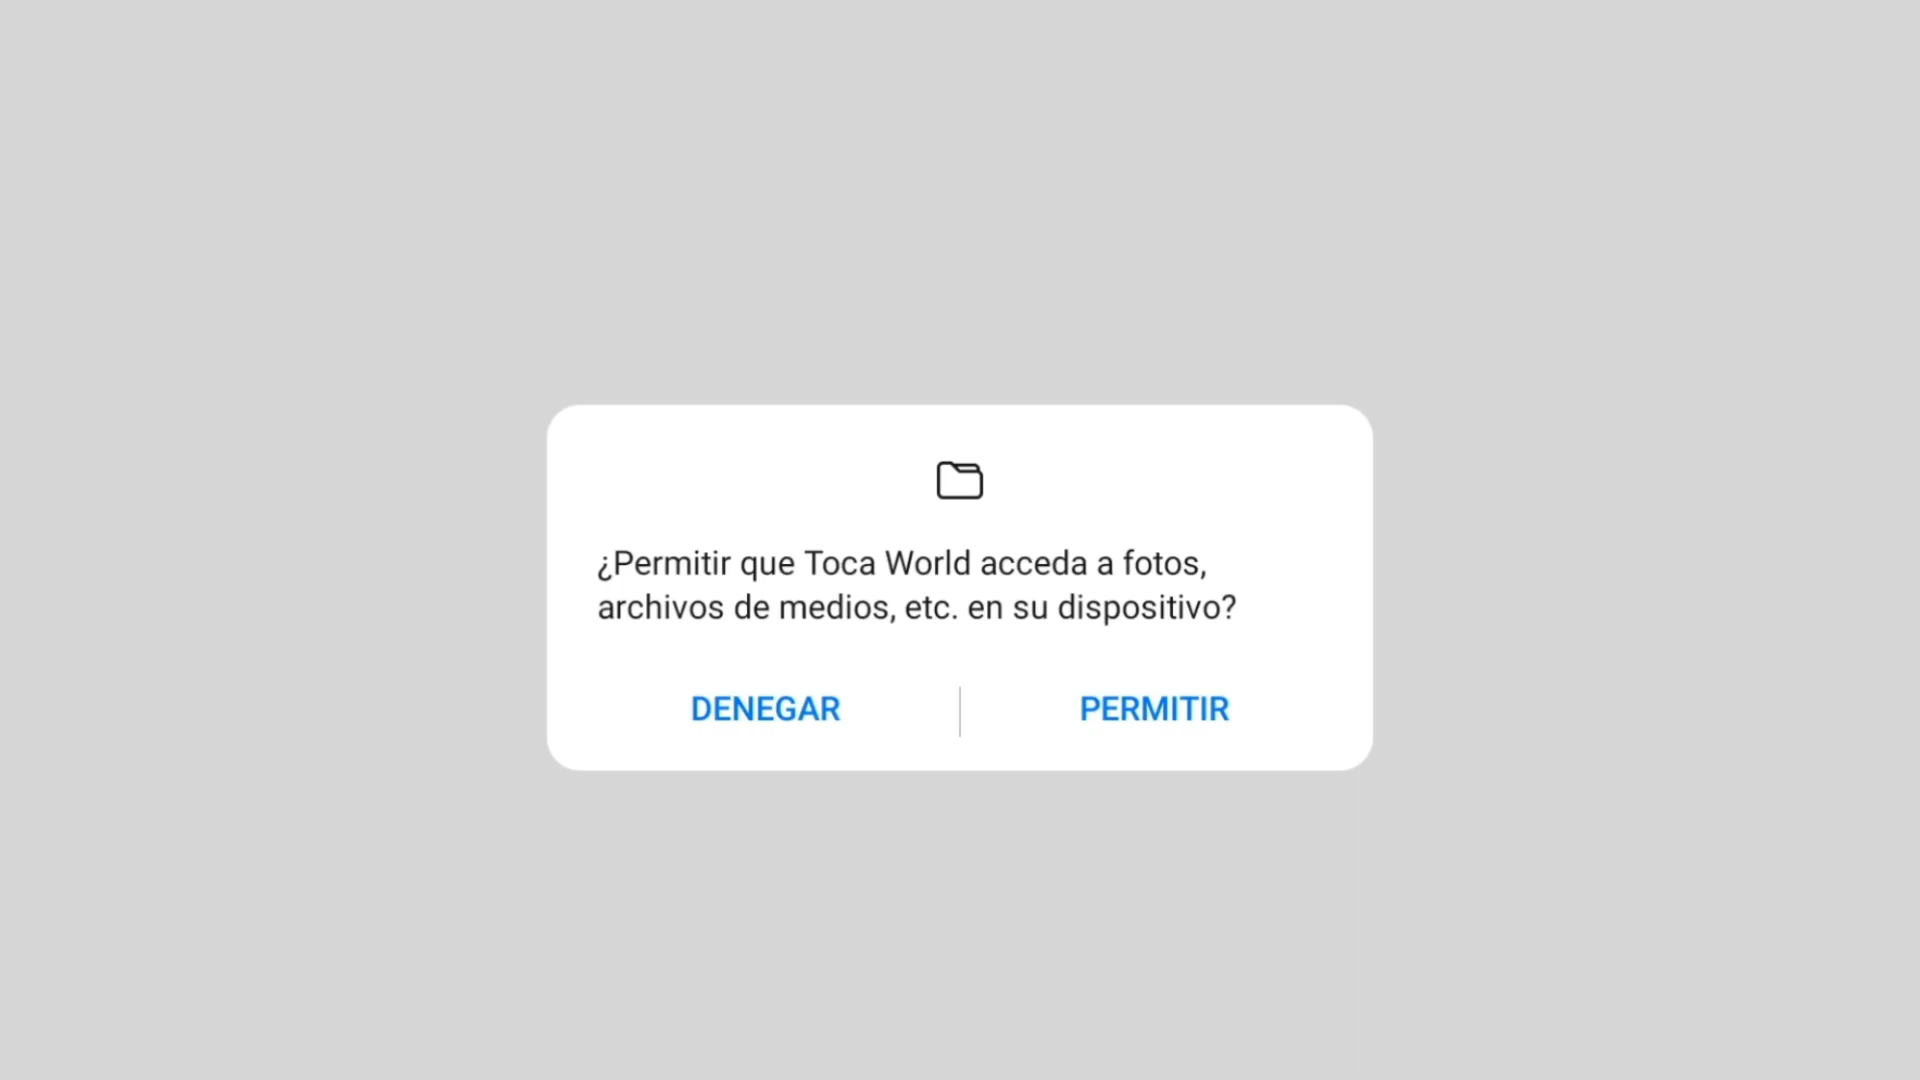 ¿Permitir que Toca World acceda a fotos,
archivos de medios, etc. en su dispositivo?
DENEGAR
PERMITIR